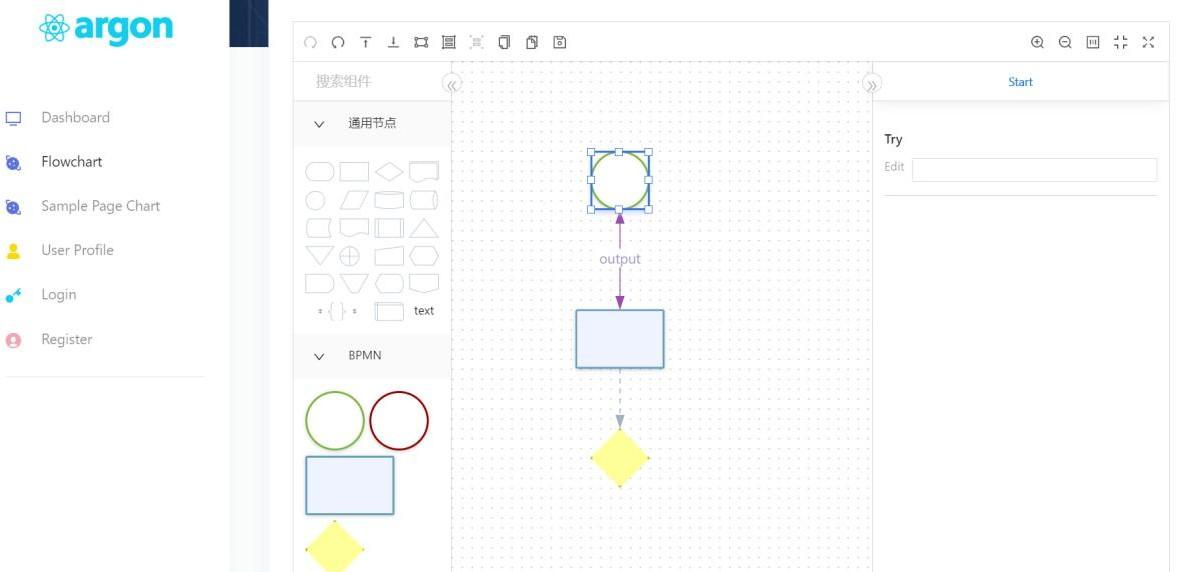 argon
Dashboard
Flowchart
Sample Page Chart
User Profile
Login
Register
搜索组件
通用节点
text
BPMN
output
Start
Try
Edit